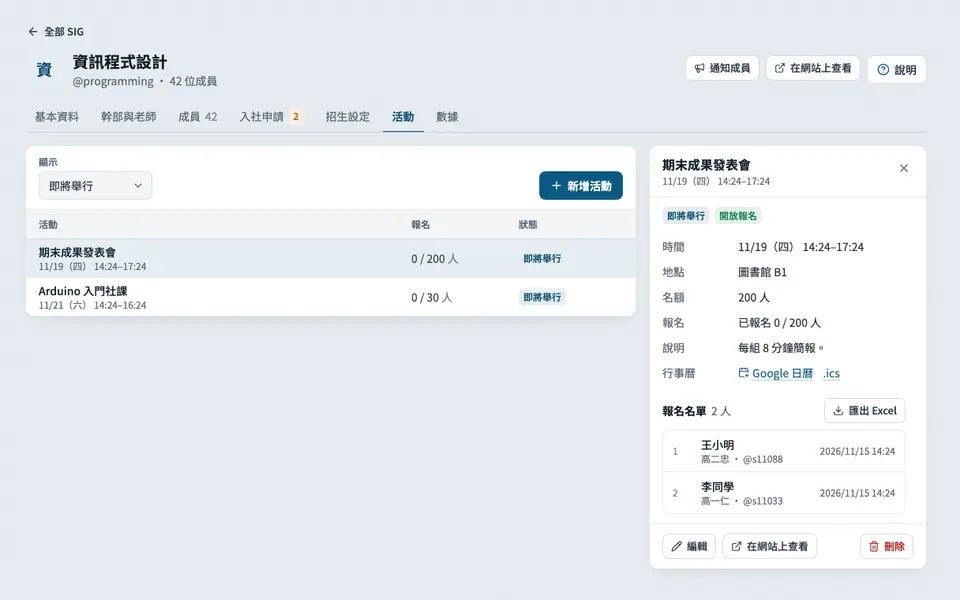 全部 SIG
資
資訊程式設計
@programming · 42 位成員
通知成員
在網站上查看
說明
基本資料
幹部與老師
成員 42
入社申請 2
招生設定
活動
數據
顯示
即將舉行
新增活動
活動 報名 狀態
期末成果發表會
11/19（四） 14:24–17:24
0 / 200 人
即將舉行
Arduino 入門社課
11/21（六） 14:24–16:24
0 / 30 人
即將舉行
期末成果發表會
11/19（四） 14:24–17:24
即將舉行 開放報名
時間 11/19（四） 14:24–17:24
地點 圖書館 B1
名額 200 人
報名 已報名 0 / 200 人
說明 每組 8 分鐘簡報。
行事曆 Google 日曆 .ics
報名名單 2 人
匯出 Excel
1 王小明 2026/11/15 14:24
高二忠 · @s11088
2 李同學 2026/11/15 14:24
高一仁 · @s11033
編輯
在網站上查看
刪除